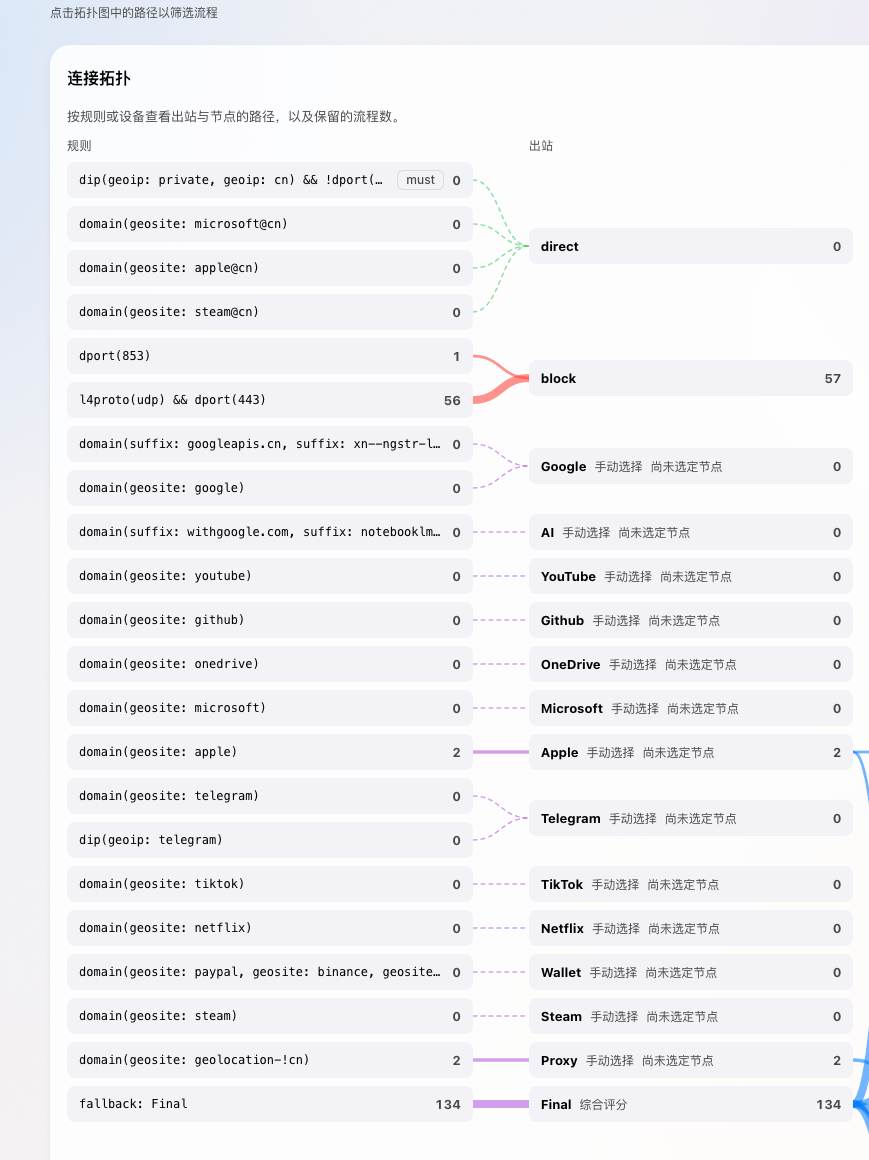 点击拓扑图中的路径以筛选流程
连接拓扑
按规则或设备查看出站与节点的路径，以及保留的流程数。
规则 出站
dip(geoip: private, geoip: cn) && !dport(… must 0
domain(geosite: microsoft@cn) 0
direct 0
domain(geosite: apple@cn) 0
domain(geosite: steam@cn) 0
dport(853) 1
block 57
l4proto(udp) && dport(443) 56
domain(suffix: googleapis.cn, suffix: xn--ngstr-l… 0
Google 手动选择 尚未选定节点 0
domain(geosite: google) 0
domain(suffix: withgoogle.com, suffix: notebooklm… 0 AI 手动选择 尚未选定节点 0
domain(geosite: youtube) 0 YouTube 手动选择 尚未选定节点 0
domain(geosite: github) 0 Github 手动选择 尚未选定节点 0
domain(geosite: onedrive) 0 OneDrive 手动选择 尚未选定节点 0
domain(geosite: microsoft) 0 Microsoft 手动选择 尚未选定节点 0
domain(geosite: apple) 2 Apple 手动选择 尚未选定节点 2
domain(geosite: telegram) 0
Telegram 手动选择 尚未选定节点 0
dip(geoip: telegram) 0
domain(geosite: tiktok) 0 TikTok 手动选择 尚未选定节点 0
domain(geosite: netflix) 0 Netflix 手动选择 尚未选定节点 0
domain(geosite: paypal, geosite: binance, geosite… 0 Wallet 手动选择 尚未选定节点 0
domain(geosite: steam) 0 Steam 手动选择 尚未选定节点 0
domain(geosite: geolocation-!cn) 2 Proxy 手动选择 尚未选定节点 2
fallback: Final 134 Final 综合评分 134